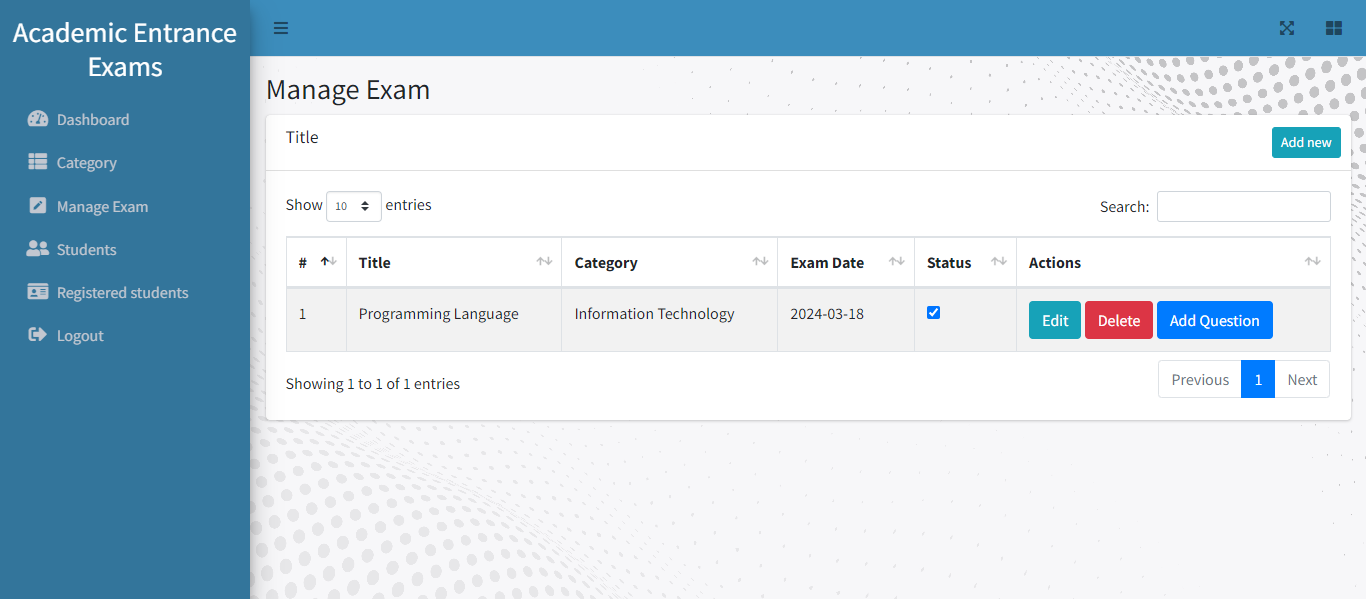 Academic Entrance
Exams
Dashboard
Category
Manage Exam
Students
Registered students
Logout
Manage Exam
Title
Add new
Show 10 entries
Search:
# Title Category Exam Date Status Actions
1 Programming Language Information Technology 2024-03-18 Edit Delete Add Question
Showing 1 to 1 of 1 entries
Previous 1 Next